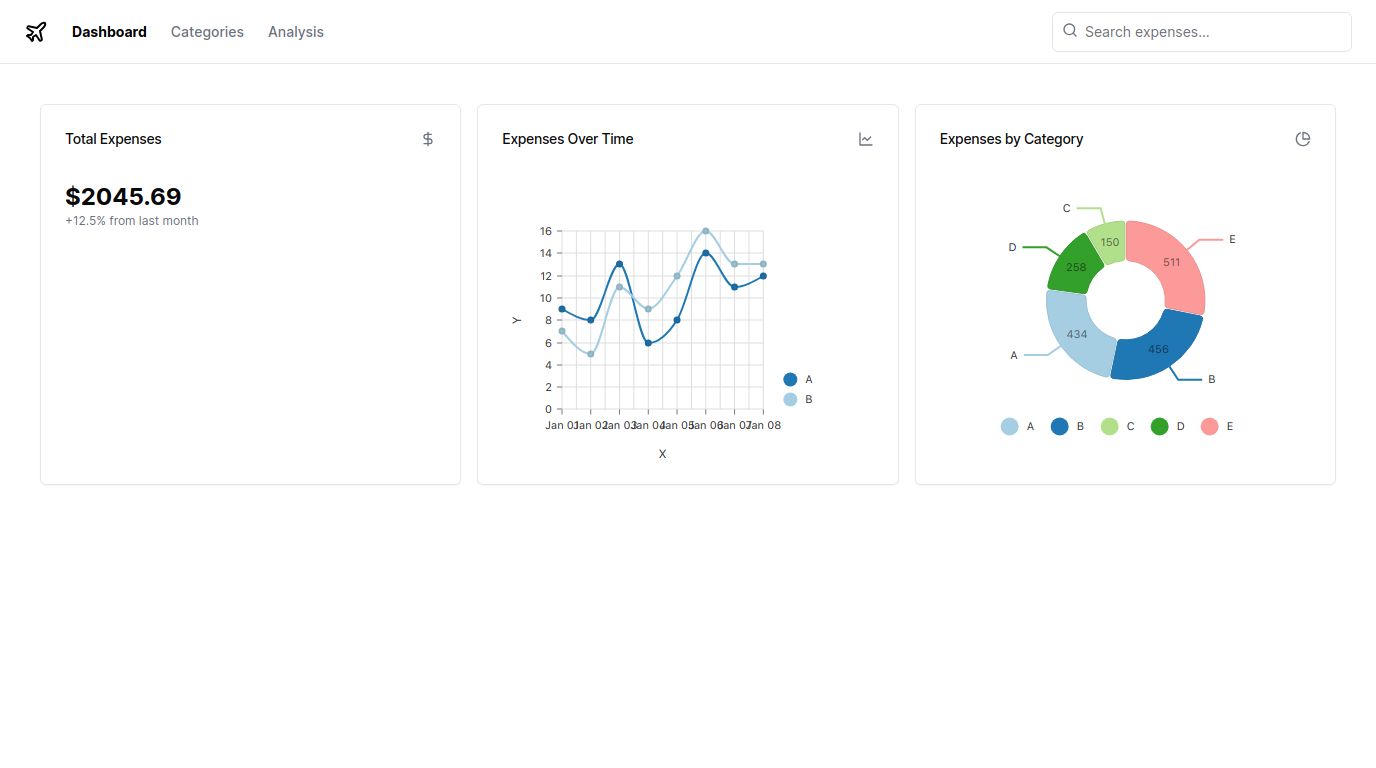 Dashboard Categories Analysis Search expenses...
Total Expenses
$2045.69
+12.5% from last month
Expenses Over Time
16
14
12
10
8
6
4
2
0
Y
Jan 01 Jan 02 Jan 03 Jan 04 Jan 05 Jan 06 Jan 07 Jan 08
X
A
B
Expenses by Category
C
D
E
A
B
150
511
258
434
456
A B C D E